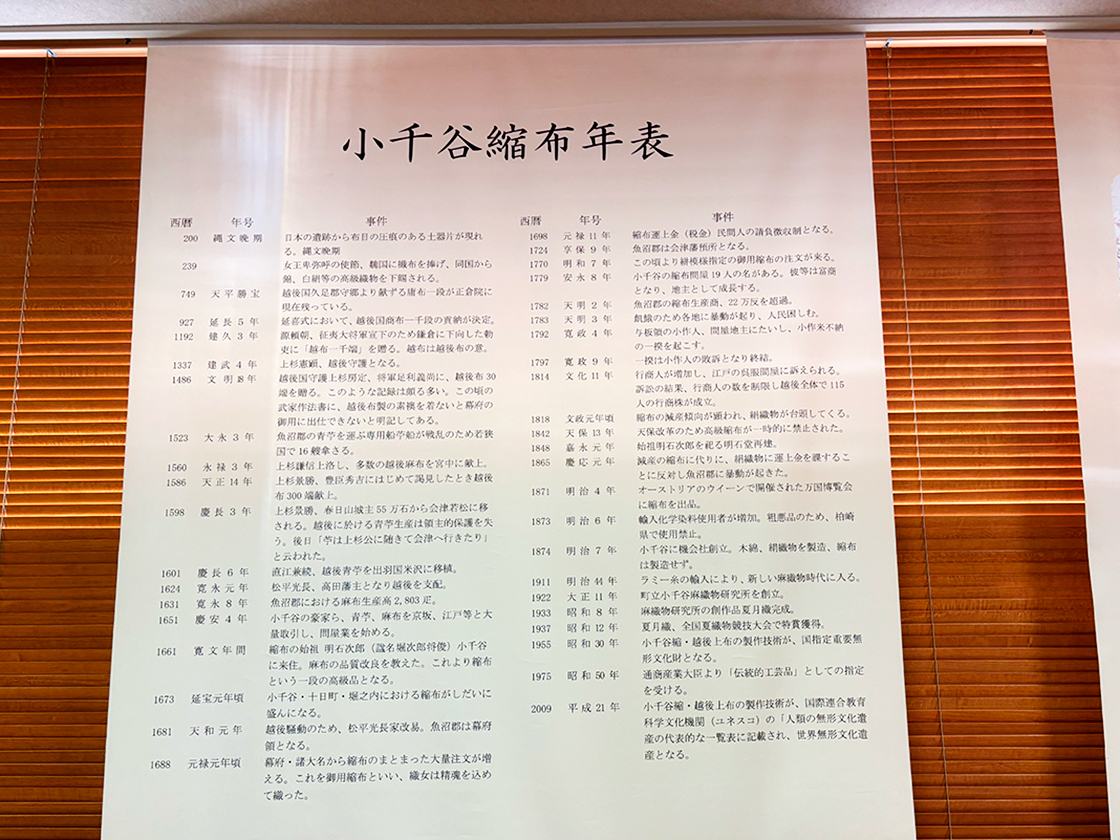 小千谷縮布年表
西暦 年号 事件
200 縄文晩期 日本の遺跡から布目の圧痕のある土器片が現れ
る。縄文晩期
239 女王卑弥呼の使節、魏国に織布を捧げ、同国から
錦、白絹等の高級織物を下賜される。
749 天平勝宝 越後国久足郡守郷より献ずる庸布一段が正倉院に
現在残っている。
927 延長5年 延喜式において、越後国商布一千段の貢納が決定。
1192 建久3年 源頼朝、征夷大将軍宣下のため鎌倉に下向した勅
吏に「越布一千端」を贈る。越布は越後布の意。
1337 建武4年 上杉憲顕、越後守護となる。
1486 文明18年 越後国守護上杉房定、将軍足利義尚に、越後布30
端を贈る。このような記録は頗る多い。この頃の
武家作法書に、越後布製の素襖を着ないと幕府の
御用に出仕できないと明記してある。
1523 大永3年 魚沼郡の青苧を運ぶ専用船苧船が戦乱のため若狭
国で16艘拿さる。
1560 永禄3年 上杉謙信上洛し、多数の越後麻布を宮中に献上。
1586 天正14年 上杉景勝、豊臣秀吉にはじめて謁見したとき越後
布300端献上。
1598 慶長3年 上杉景勝、春日山城主55万石から会津若松に移
される。越後に於ける青苧生産は領主的保護を失
う。後日「苧は上杉公に随きて会津へ行きたり」
と云われた。
1601 慶長6年 直江兼続、越後青苧を出羽国米沢に移植。
1624 寛永元年 松平光長、高田藩主となり越後を支配。
1631 寛永8年 魚沼郡における麻布生産高2,803疋。
1651 慶安4年 小千谷の豪家ら、青苧、麻布を京坂、江戸等と大
量取引し、問屋業を始める。
1661 寛文年間 縮布の始祖 明石次郎（諡名堀次郎将俊）小千谷
に来住。麻布の品質改良を教えた。これより縮布
という一段の高級品となる。
1673 延宝元年頃 小千谷・十日町・堀之内における縮布がしだいに
盛んになる。
1681 天和元年 越後騒動のため、松平光長家改易。魚沼郡は幕府
領となる。
1688 元禄元年頃 幕府・諸大名から縮布のまとまった大量注文が増
える。これを御用縮布といい、織女は精魂を込め
て織った。
西暦 年号 事件
1698 元禄11年 縮布運上金（税金）民間人の請負徴収制となる。
1724 享保9年 魚沼郡は会津藩預所となる。
1770 明和7年 この頃より絣模様指定の御用縮布の注文が来る。
1779 安永8年 小千谷の縮布問屋19人の名がある。彼等は富商
となり、地主として成長する。
1782 天明2年 魚沼郡の縮布生産商、22万反を超過。
1783 天明3年 飢餓のため各地に暴動が起り、人民困しむ。
1792 寛政4年 与板領の小作人、問屋地主にたいし、小作米不納
の一揆を起こす。
1797 寛政9年 一揆は小作人の敗訴となり終結。
1814 文化11年 行商人が増加し、江戸の呉服問屋に訴えられる。
訴訟の結果、行商人の数を制限し越後全体で115
人の行商株が成立。
1818 文政元年頃 縮布の減産傾向が顕われ、絹織物が台頭してくる。
1842 天保13年 天保改革のため高級縮布が一時的に禁止された。
1848 嘉永元年 始祖明石次郎を祀る明石堂再建。
1865 慶応元年 減産の縮布に代りに、絹織物に運上金を課するこ
とに反対し魚沼郡に暴動が起きた。
1871 明治4年 オーストリアのウイーンで開催された万国博覧会
に縮布を出品。
1873 明治6年 輸入化学染料使用者が増加。粗悪品のため、柏崎
県で使用禁止。
1874 明治7年 小千谷に機会社創立。木綿、絹織物を製造、縮布
は製造せず。
1911 明治44年 ラミー糸の輸入により、新しい麻織物時代に入る。
1922 大正11年 町立小千谷麻織物研究所を創立。
1933 昭和8年 麻織物研究所の創作品夏月織完成。
1937 昭和12年 夏月織、全国夏織物競技大会で特賞獲得。
1955 昭和30年 小千谷縮・越後上布の製作技術が、国指定重要無
形文化財となる。
1975 昭和50年 通商産業大臣より「伝統的工芸品」としての指定
を受ける。
2009 平成21年 小千谷縮・越後上布の製作技術が、国際連合教育
科学文化機関（ユネスコ）の「人類の無形文化遺
産の代表的な一覧表に記載され、世界無形文化遺
産となる。